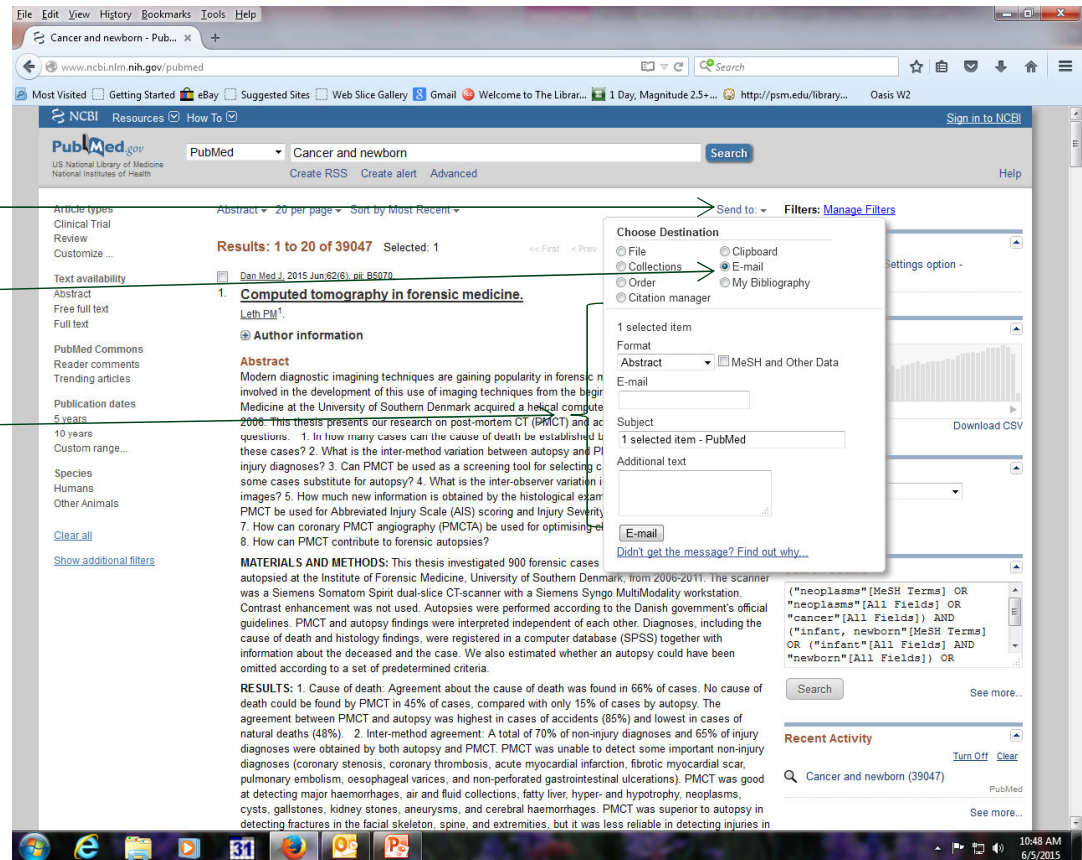 File Edit View History Bookmarks Tools Help
Cancer and newborn - Pub... × +
www.ncbi.nlm.nih.gov/pubmed
Search
Most Visited Getting Started eBay Suggested Sites Web Slice Gallery Gmail Welcome to The Librar... 1 Day, Magnitude 2.5+... http://psm.edu/library... Oasis W2
NCBI Resources How To Sign in to NCBI
PubMed.gov
US National Library of Medicine
National Institutes of Health
PubMed Cancer and newborn Search
Create RSS Create alert Advanced Help
Article types
Clinical Trial
Review
Customize ...
Text availability
Abstract
Free full text
Full text
PubMed Commons
Reader comments
Trending articles
Publication dates
5 years
10 years
Custom range...
Species
Humans
Other Animals
Clear all
Show additional filters
Abstract 20 per page Sort by Most Recent Send to:
Results: 1 to 20 of 39047 Selected: 1 << First < Prev
Dan Med J. 2015 Jun;62(6). pii: B5070.
1. Computed tomography in forensic medicine.
Leth PM1.
Author information
Abstract
Modern diagnostic imagining techniques are gaining popularity in forensic
involved in the development of this use of imaging techniques from the
Medicine at the University of Southern Denmark acquired a helical
2006. This thesis presents our research on post-mortem CT (PMCT) and
questions. 1. In how many cases can the cause of death be established
these cases? 2. What is the inter-method variation between autopsy and
injury diagnoses? 3. Can PMCT be used as a screening tool for selecting
some cases substitute for autopsy? 4. What is the inter-observer variation
images? 5. How much new information is obtained by the histological
PMCT be used for Abbreviated Injury Scale (AIS) scoring and Injury
7. How can coronary PMCT angiography (PMCTA) be used for optimising
8. How can PMCT contribute to forensic autopsies?
MATERIALS AND METHODS: This thesis investigated 900 forensic cases
autopsied at the Institute of Forensic Medicine, University of Southern Denmark, from 2006-2011. The scanner
was a Siemens Somatom Spirit dual-slice CT-scanner with a Siemens Syngo MultiModality workstation.
Contrast enhancement was not used. Autopsies were performed according to the Danish government's official
guidelines. PMCT and autopsy findings were interpreted independent of each other. Diagnoses, including the
cause of death and histology findings, were registered in a computer database (SPSS) together with
information about the deceased and the case. We also estimated whether an autopsy could have been
omitted according to a set of predetermined criteria.
RESULTS: 1. Cause of death: Agreement about the cause of death was found in 66% of cases. No cause of
death could be found by PMCT in 45% of cases, compared with only 15% of cases by autopsy. The
agreement between PMCT and autopsy was highest in cases of accidents (85%) and lowest in cases of
natural deaths (48%). 2. Inter-method agreement: A total of 70% of non-injury diagnoses and 65% of injury
diagnoses were obtained by both autopsy and PMCT. PMCT was unable to detect some important non-injury
diagnoses (coronary stenosis, coronary thrombosis, acute myocardial infarction, fibrotic myocardial scar,
pulmonary embolism, oesophageal varices, and non-perforated gastrointestinal ulcerations). PMCT was good
at detecting major haemorrhages, air and fluid collections, fatty liver, hyper- and hypotrophy, neoplasms,
cysts, gallstones, kidney stones, aneurysms, and cerebral haemorrhages. PMCT was superior to autopsy in
detecting fractures in the facial skeleton, spine, and extremities, but it was less reliable in detecting injuries in
Choose Destination
File Clipboard
Collections E-mail
Order My Bibliography
Citation manager
1 selected item
Format
Abstract MeSH and Other Data
E-mail
Subject
1 selected item - PubMed
Additional text
E-mail
Didn't get the message? Find out why...
Filters: Manage Filters
Settings option -
Download CSV
("neoplasms"[MeSH Terms] OR
"neoplasms"[All Fields] OR
"cancer"[All Fields]) AND
("infant, newborn"[MeSH Terms]
OR ("infant"[All Fields] AND
"newborn"[All Fields]) OR
Search See more...
Recent Activity
Turn Off Clear
Cancer and newborn (39047)
PubMed
See more...
31
10:48 AM
6/5/2015